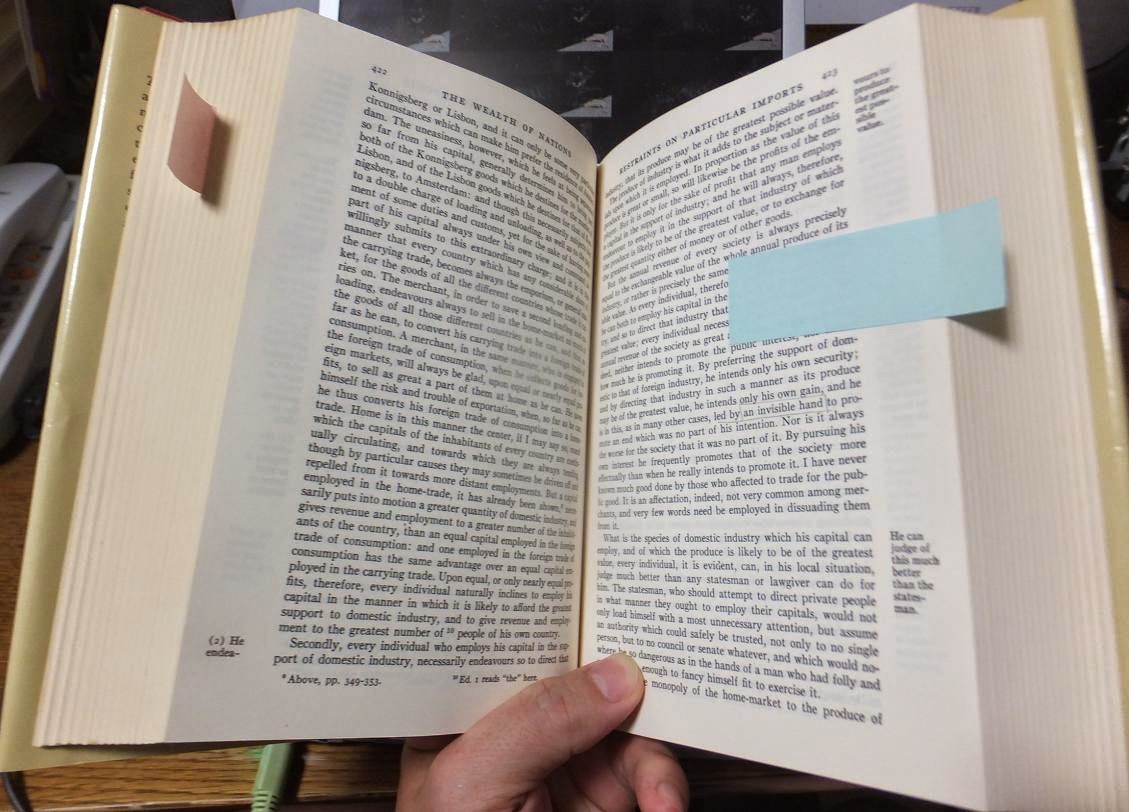 422
THE WEALTH OF NATIONS
Konnigsberg or Lisbon, and it can only be some very
circumstances which can make him prefer the residence of
dam. The uneasiness, however, which he feels at being
so far from his capital, generally determines him to bring
both of the Konnigsberg goods which he destines for the
Lisbon, and of the Lisbon goods which he destines for
nigsberg, to Amsterdam: and though this necessarily subjects
to a double charge of loading and unloading, as well as to the
ment of some duties and customs, yet for the sake of having
part of his capital always under his own view and command,
willingly submits to this extraordinary charge; and it is in
manner that every country which has any considerable share
the carrying trade, becomes always the emporium, or general
ket, for the goods of all the different countries whose trade it
ries on. The merchant, in order to save a second loading and
loading, endeavours always to sell in the home-market as much
the goods of all those different countries as he can, and thus,
far as he can, to convert his carrying trade into a foreign trade
consumption. A merchant, in the same manner, who is engaged
the foreign trade of consumption, when he collects goods for
eign markets, will always be glad, upon equal or nearly equal pro-
fits, to sell as great a part of them at home as he can. He saves
himself the risk and trouble of exportation, when, so far as he can,
he thus converts his foreign trade of consumption into a home
trade. Home is in this manner the center, if I may say so, round
which the capitals of the inhabitants of every country are contin-
ually circulating, and towards which they are always tending
though by particular causes they may sometimes be driven off and
repelled from it towards more distant employments. But a capital
employed in the home-trade, it has already been shown,⁹ neces-
sarily puts into motion a greater quantity of domestic industry, and
gives revenue and employment to a greater number of the inhabit-
ants of the country, than an equal capital employed in the foreign
trade of consumption: and one employed in the foreign trade of
consumption has the same advantage over an equal capital em-
ployed in the carrying trade. Upon equal, or only nearly equal pro-
fits, therefore, every individual naturally inclines to employ his
capital in the manner in which it is likely to afford the greatest
support to domestic industry, and to give revenue and employ-
ment to the greatest number of ¹⁰ people of his own country.
Secondly, every individual who employs his capital in the sup-
port of domestic industry, necessarily endeavours so to direct that
(2) He
endea-
⁹ Above, pp. 349-353.
¹⁰ Ed. 1 reads "the" here.
423
RESTRAINTS ON PARTICULAR IMPORTS
industry, that its produce may be of the greatest possible value.
The produce of industry is what it adds to the subject or mater-
ials upon which it is employed. In proportion as the value of this
produce is great or small, so will likewise be the profits of the em-
ployer. But it is only for the sake of profit that any man employs
a capital in the support of industry; and he will always, therefore,
endeavour to employ it in the support of that industry of which
the produce is likely to be of the greatest value, or to exchange for
the greatest quantity either of money or of other goods.
But the annual revenue of every society is always precisely
equal to the exchangeable value of the whole annual produce of its
industry, or rather is precisely the same
able value. As every individual, therefo
he can both to employ his capital in the
try, and so to direct that industry that
greatest value; every individual necess
annual revenue of the society as great
deed, neither intends to promote the public interest,
how much he is promoting it. By preferring the support of dom-
estic to that of foreign industry, he intends only his own security;
and by directing that industry in such a manner as its produce
may be of the greatest value, he intends only his own gain, and he
is in this, as in many other cases, led by an invisible hand to pro-
mote an end which was no part of his intention. Nor is it always
the worse for the society that it was no part of it. By pursuing his
own interest he frequently promotes that of the society more
effectually than when he really intends to promote it. I have never
known much good done by those who affected to trade for the pub-
lic good. It is an affectation, indeed, not very common among mer-
chants, and very few words need be employed in dissuading them
from it.
What is the species of domestic industry which his capital can
employ, and of which the produce is likely to be of the greatest
value, every individual, it is evident, can, in his local situation,
judge much better than any statesman or lawgiver can do for
him. The statesman, who should attempt to direct private people
in what manner they ought to employ their capitals, would not
only load himself with a most unnecessary attention, but assume
an authority which could safely be trusted, not only to no single
person, but to no council or senate whatever, and which would no-
where be so dangerous as in the hands of a man who had folly and
enough to fancy himself fit to exercise it.
monopoly of the home-market to the produce of
vours to
produce
the great-
est pos-
sible
value.
He can
judge of
this much
better
than the
states-
man.